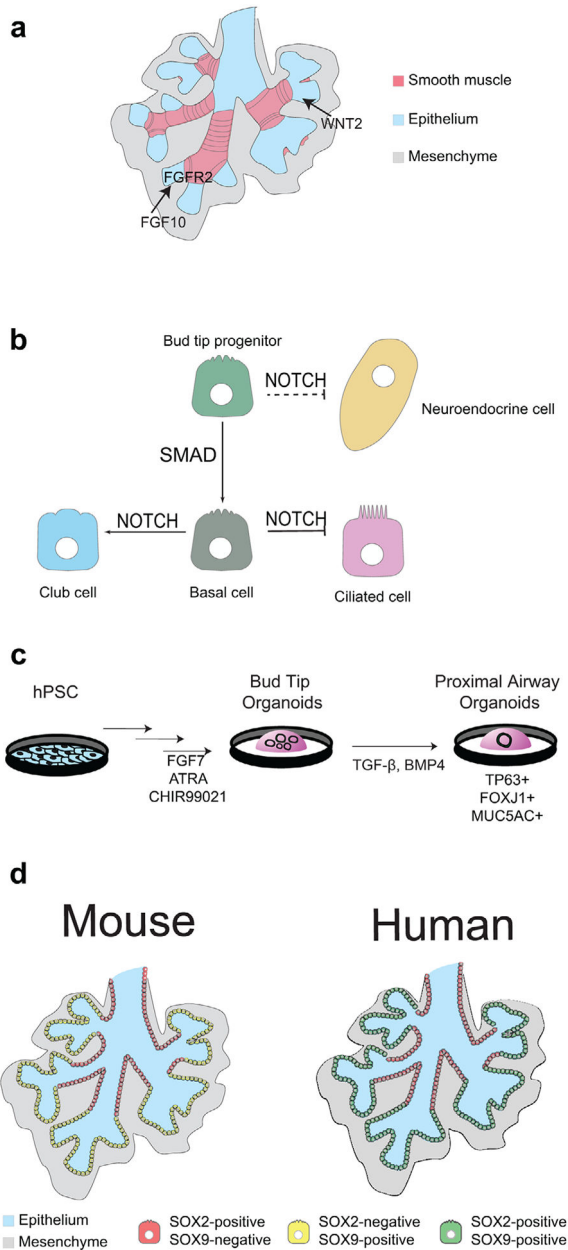 a
Smooth muscle
Epithelium
Mesenchyme
WNT2
FGFR2
FGF10
b
Bud tip progenitor
NOTCH
Neuroendocrine cell
SMAD
NOTCH
NOTCH
Club cell
Basal cell
Ciliated cell
c
hPSC
Bud Tip
Organoids
Proximal Airway
Organoids
FGF7
ATRA
CHIR99021
TGF-β, BMP4
TP63+
FOXJ1+
MUC5AC+
d
Mouse
Human
Epithelium
Mesenchyme
SOX2-positive
SOX9-negative
SOX2-negative
SOX9-positive
SOX2-positive
SOX9-positive